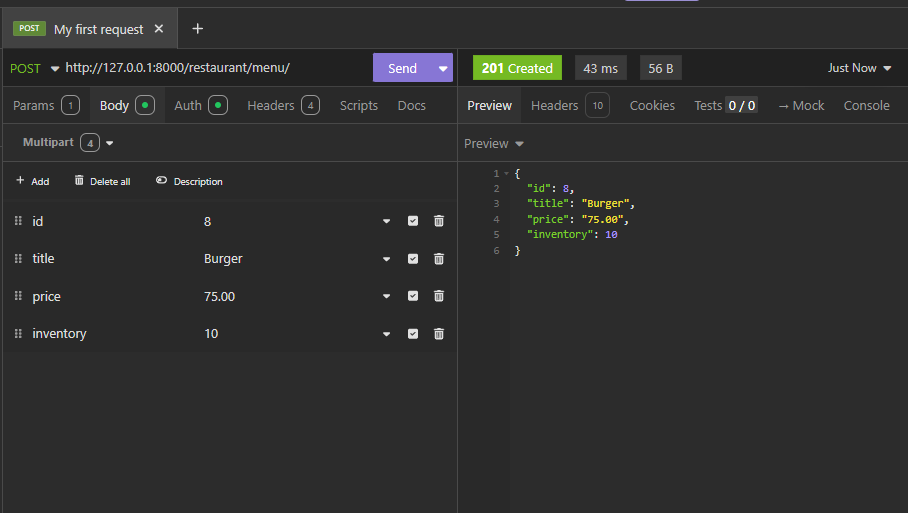 POST My first request
POST http://127.0.0.1:8000/restaurant/menu/ Send
Params 1 Body Auth Headers 4 Scripts Docs
Multipart 4
+ Add Delete all Description
id 8
title Burger
price 75.00
inventory 10
201 Created 43 ms 56 B Just Now
Preview Headers 10 Cookies Tests 0 / 0 → Mock Console
Preview
1 {
2 "id": 8,
3 "title": "Burger",
4 "price": "75.00",
5 "inventory": 10
6 }